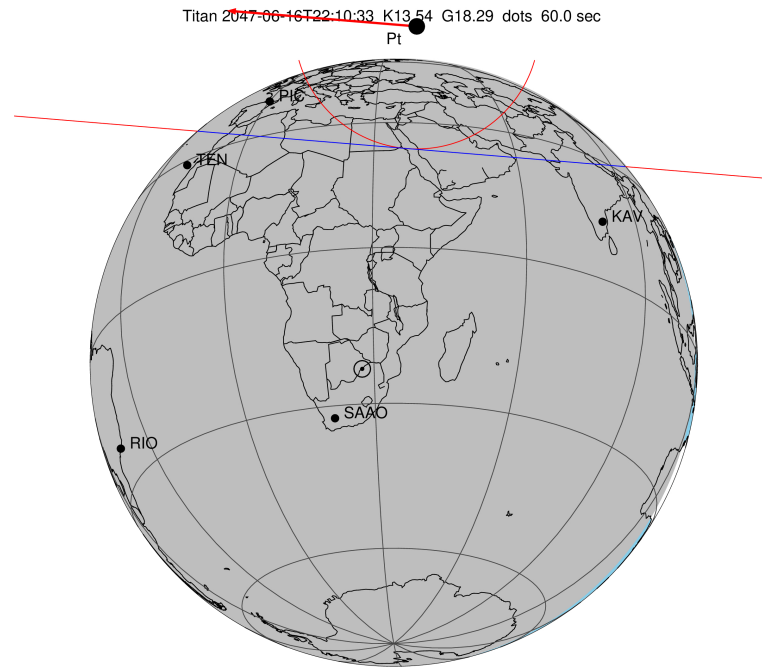 Titan 2047-06-16T22:10:33 K13.54 G18.29 dots 60.0 sec
Pt
PIC
TEN
KAV
SAAO
RIO